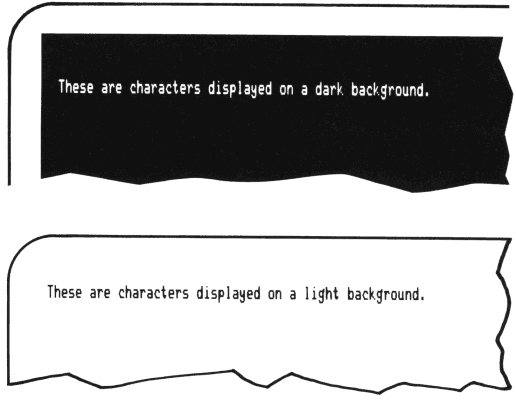 These are characters displayed on a dark background.
These are characters displayed on a light background.